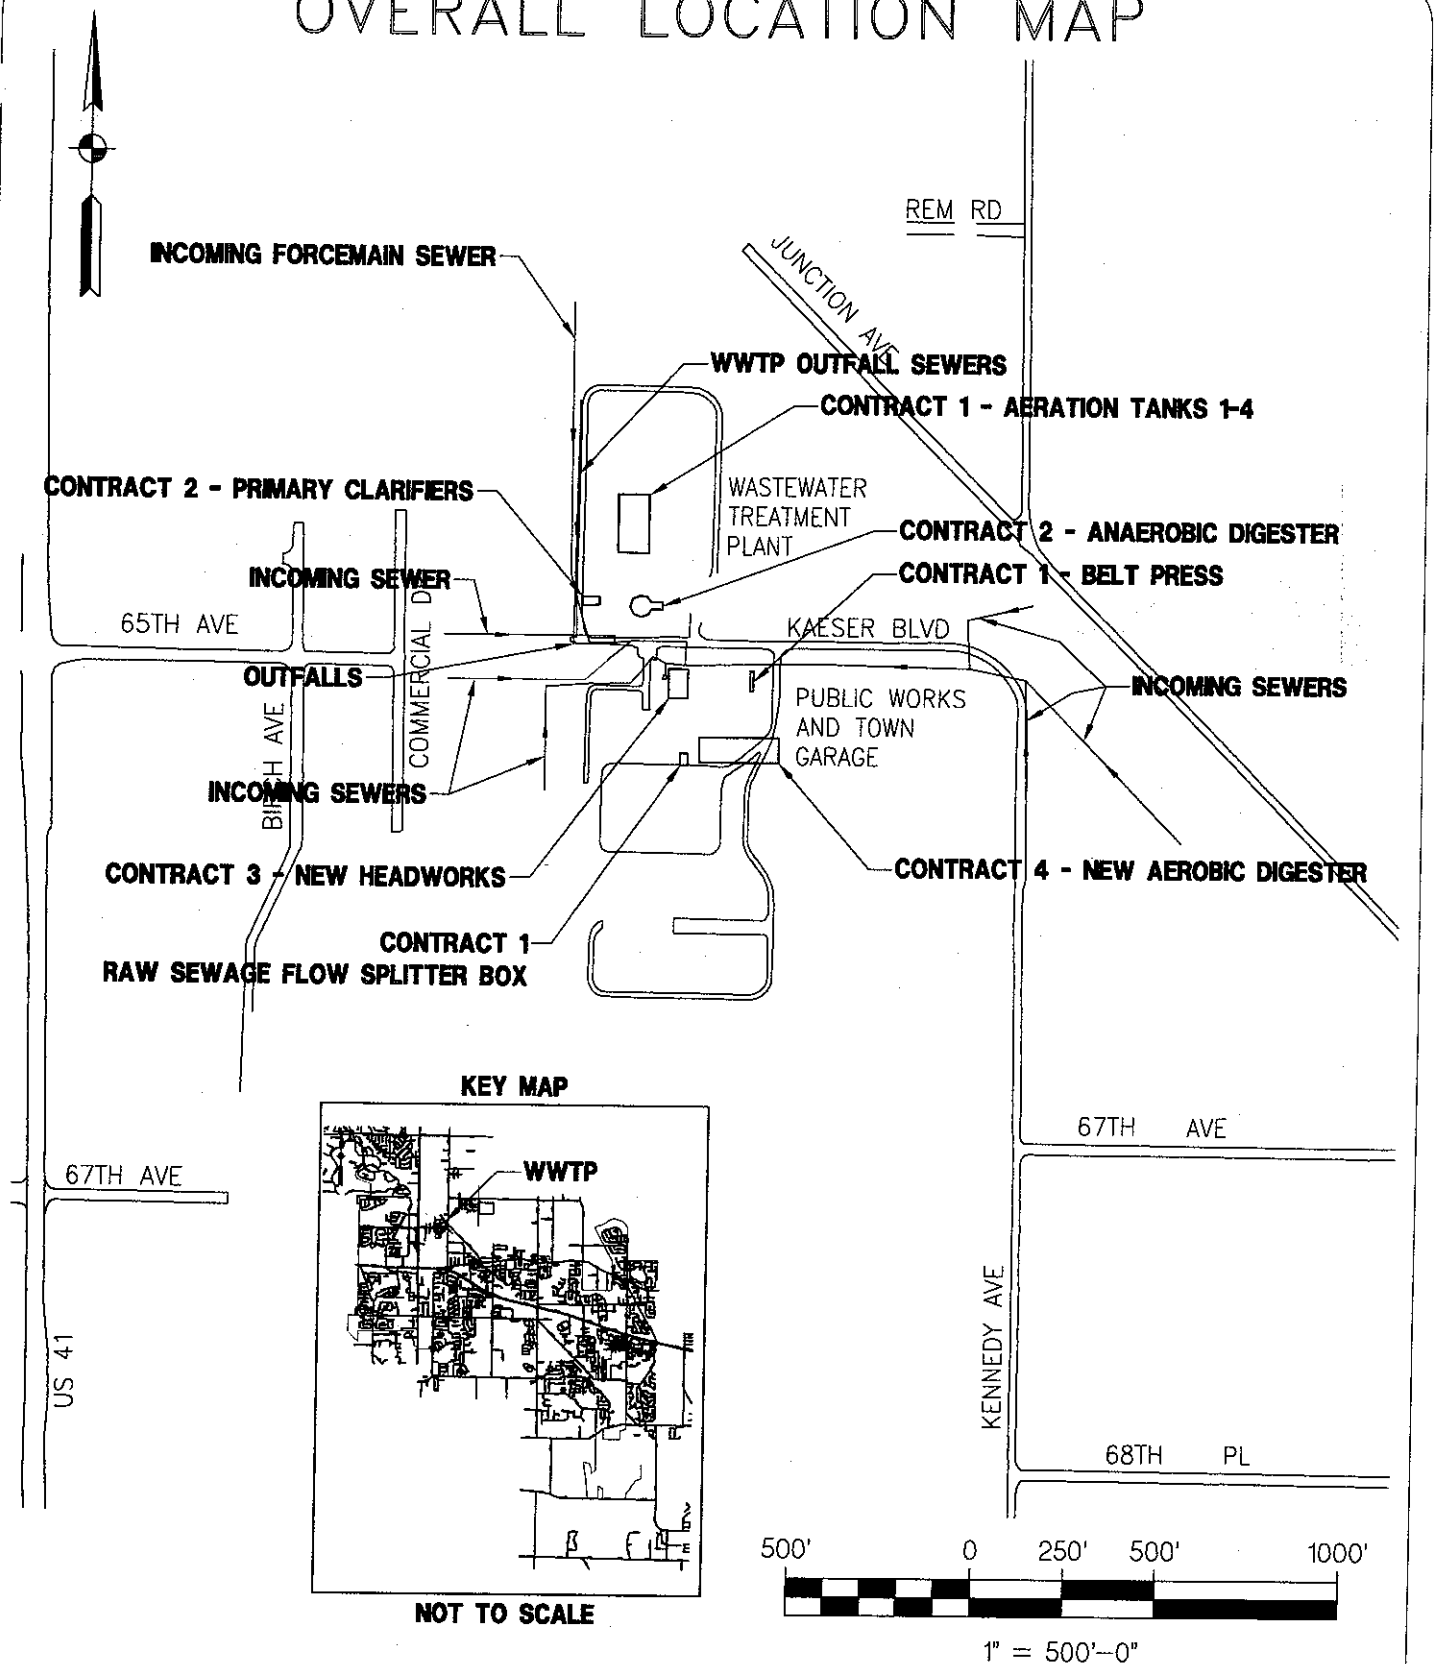 OVERALL LOCATION MAP
REM RD
JUNCTION AVE
INCOMING FORCEMAIN SEWER
WWTP OUTFALL SEWERS
CONTRACT 1 - AERATION TANKS 1-4
CONTRACT 2 - PRIMARY CLARIFIERS
WASTEWATER
TREATMENT
PLANT
CONTRACT 2 - ANAEROBIC DIGESTER
INCOMING SEWER
CONTRACT 1 - BELT PRESS
65TH AVE
COMMERCIAL DR
KAESER BLVD
OUTFALLS
INCOMING SEWERS
PUBLIC WORKS
AND TOWN
GARAGE
BIRCH AVE
INCOMING SEWERS
CONTRACT 3 - NEW HEADWORKS
CONTRACT 4 - NEW AEROBIC DIGESTER
CONTRACT 1
RAW SEWAGE FLOW SPLITTER BOX
KEY MAP
WWTP
67TH AVE
67TH AVE
US 41
KENNEDY AVE
68TH PL
NOT TO SCALE
500' 0 250' 500' 1000'
1" = 500'-0"